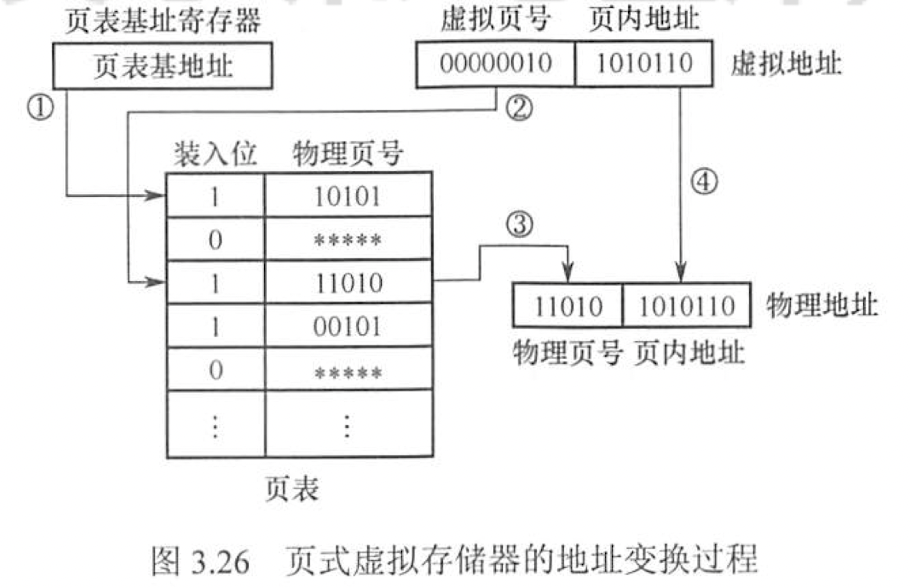 页表基址寄存器 虚拟页号 页内地址
页表基地址 00000010 1010110 虚拟地址
① ②
装入位 物理页号 ④
1 10101
0 ***** ③
1 11010
1 00101 11010 1010110 物理地址
0 ***** 物理页号 页内地址
⋮ ⋮
页表
图 3.26 页式虚拟存储器的地址变换过程